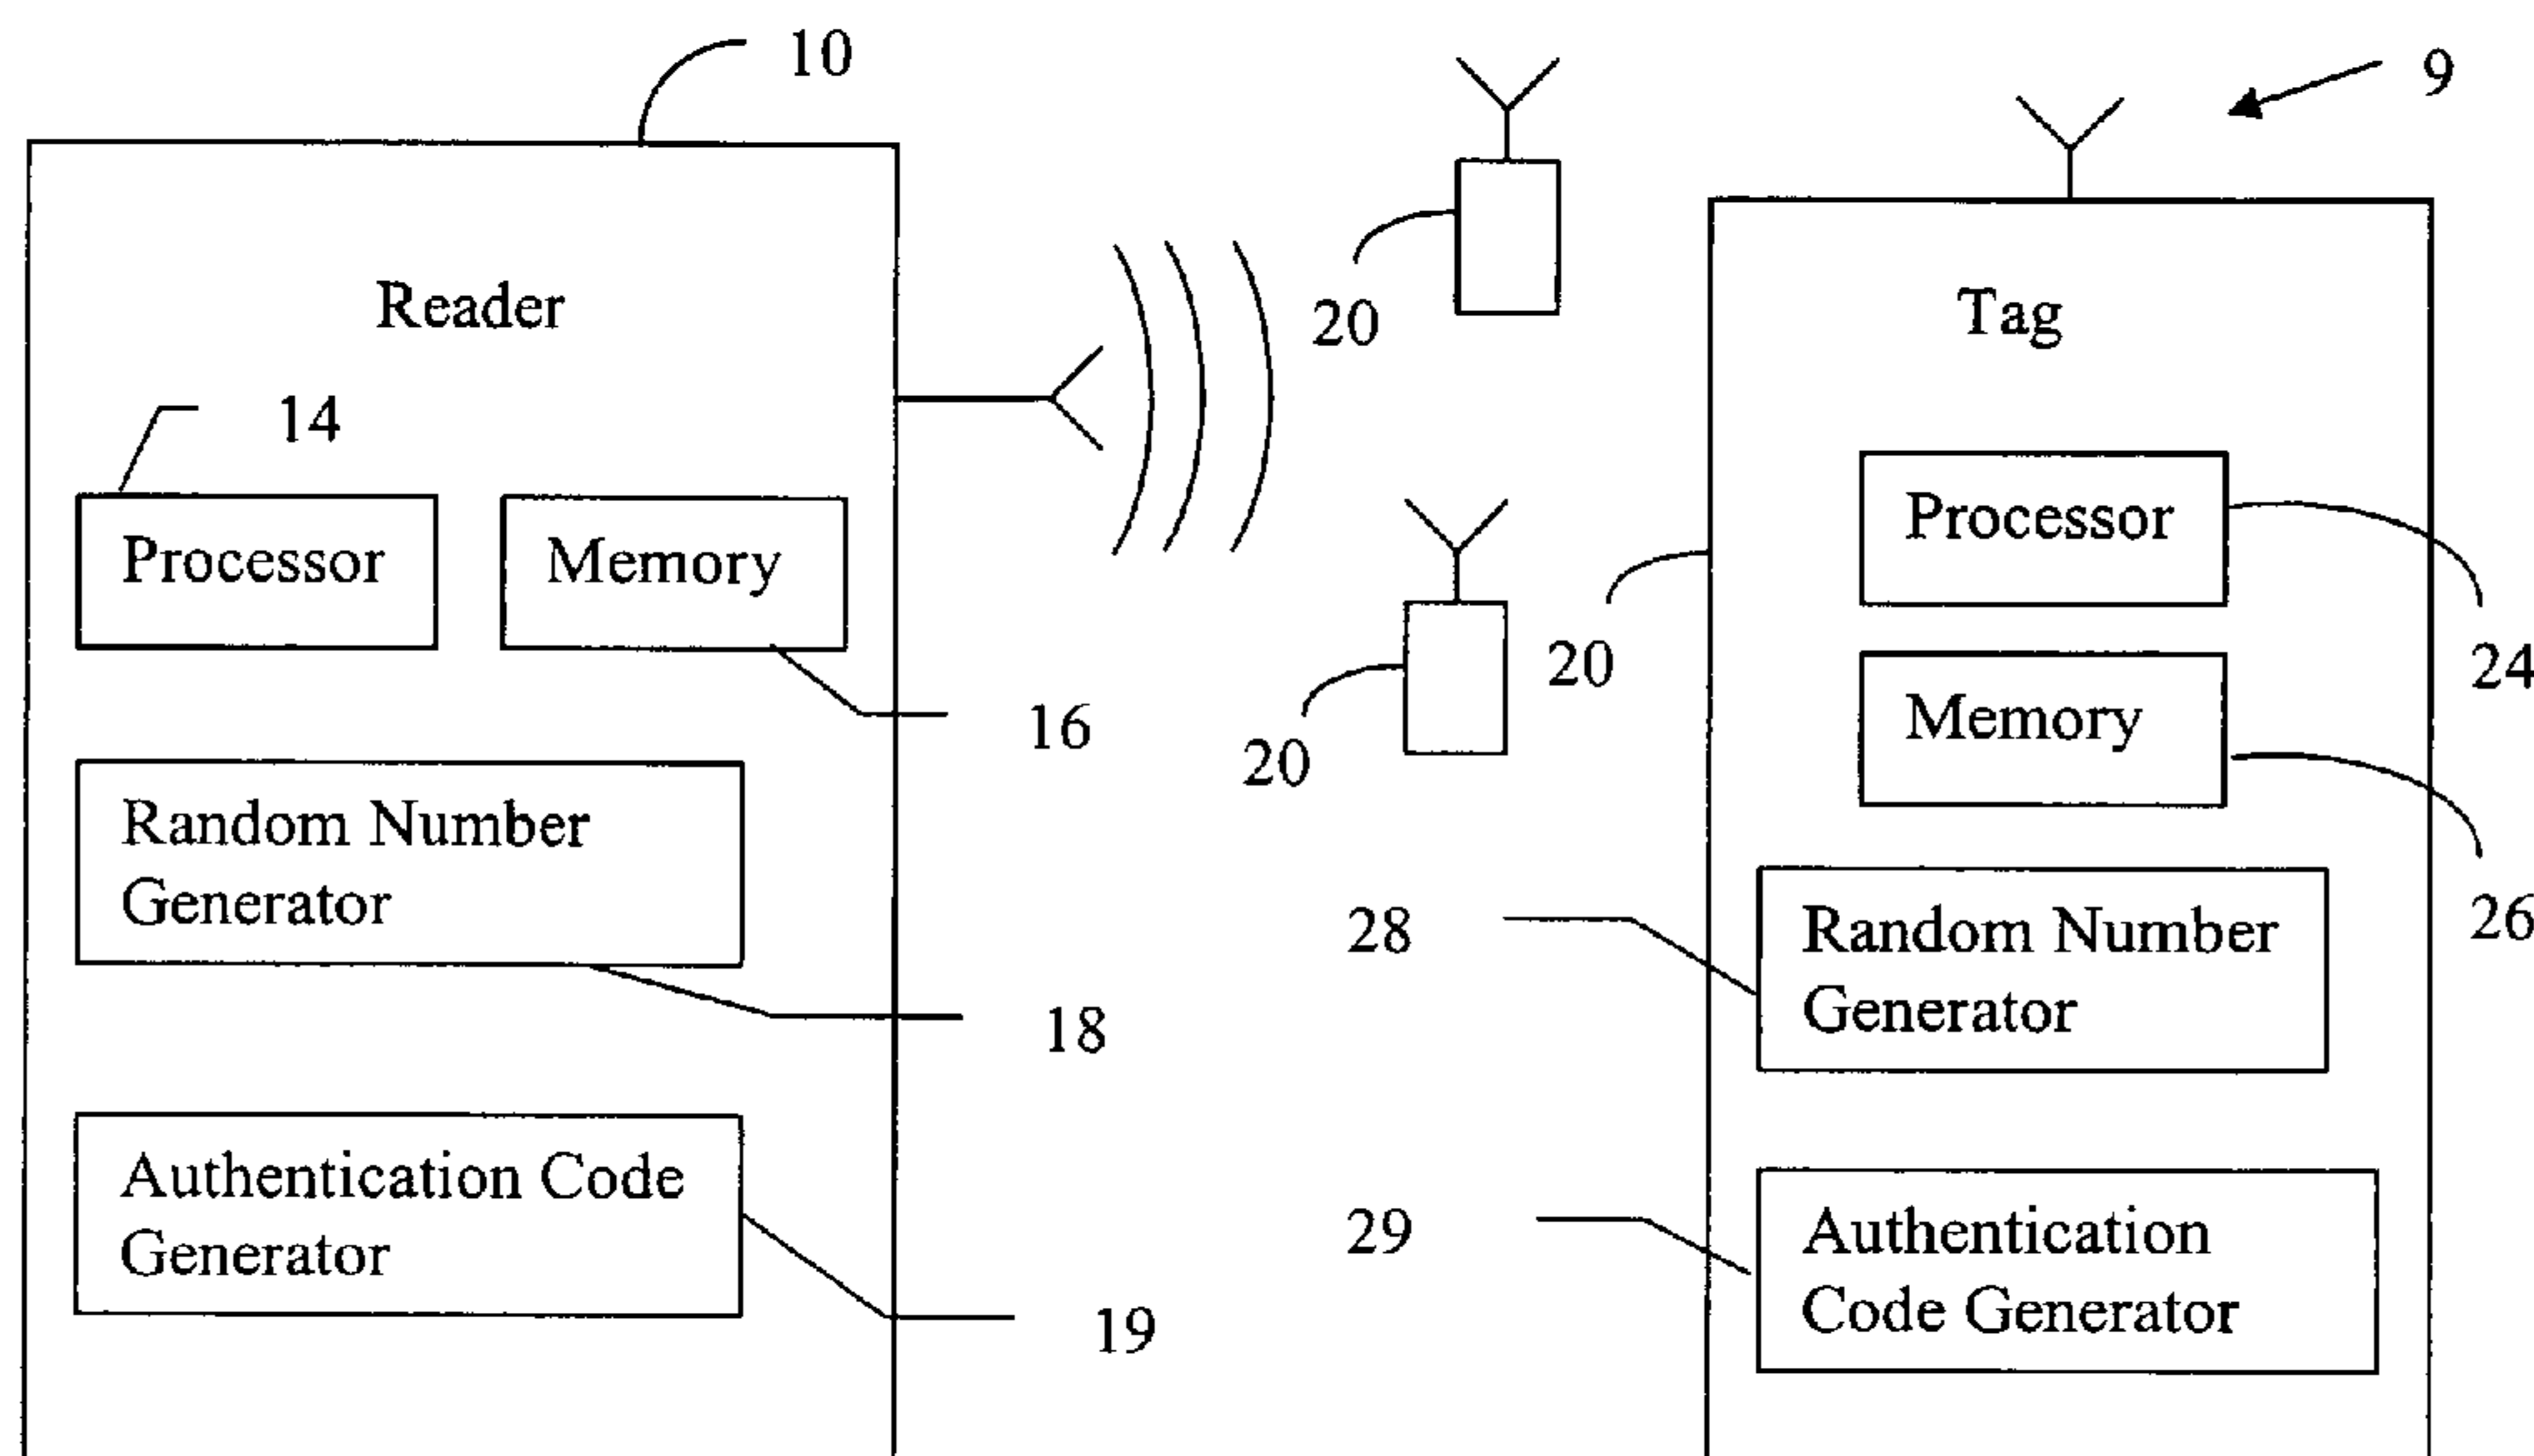 10
9
Reader
Tag
20
14
Processor
Memory
Processor
20
24
16
20
Memory
Random Number
Generator
26
28
Random Number
Generator
18
Authentication Code
Generator
29
Authentication
Code Generator
19